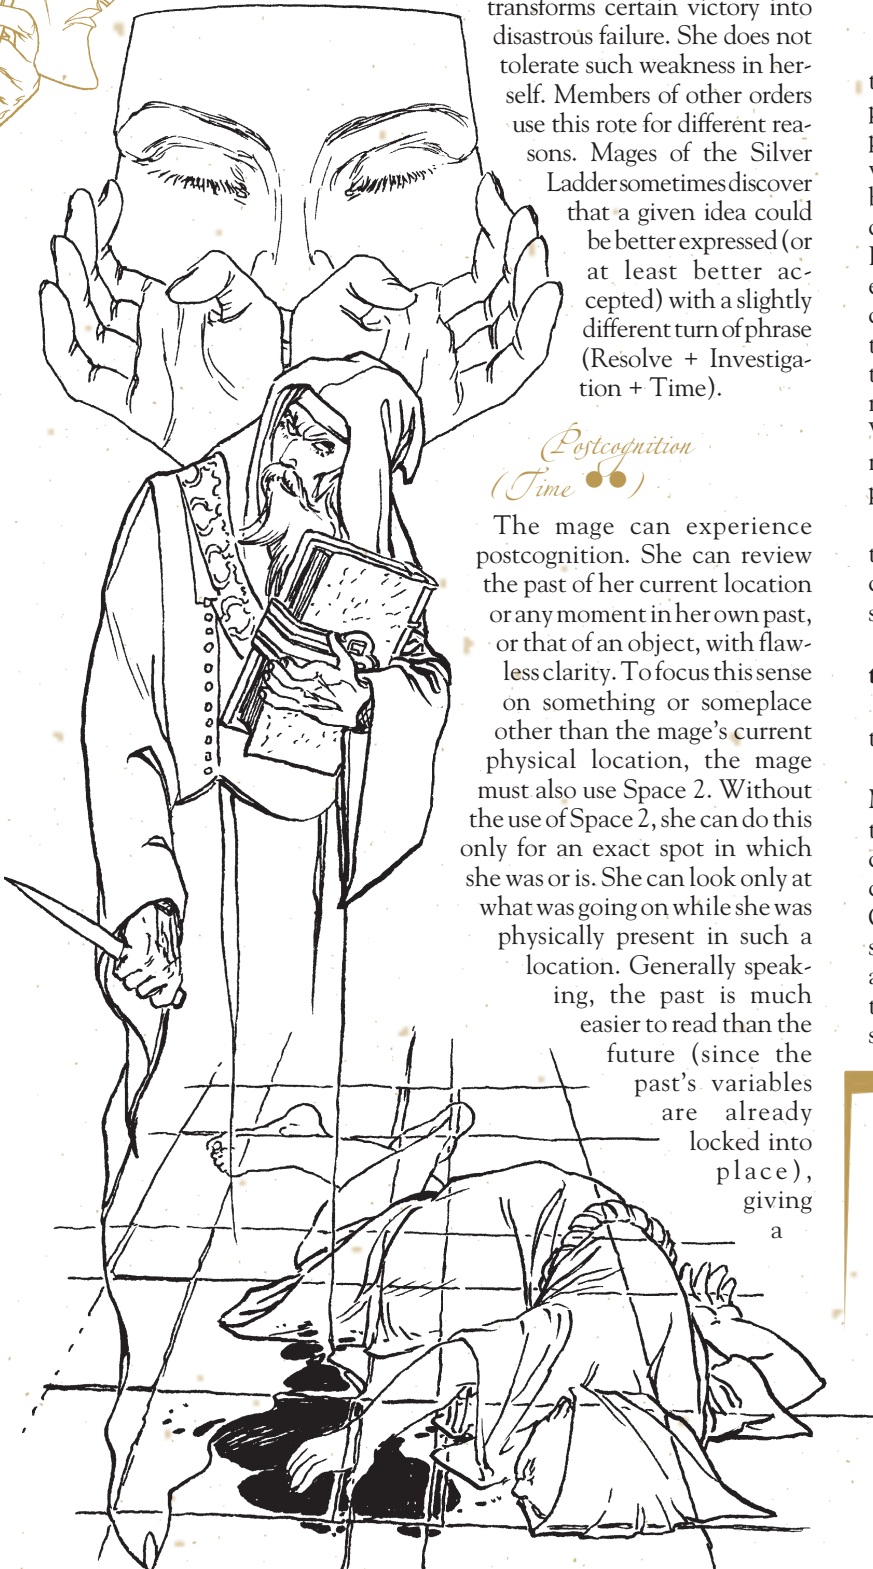 transforms certain victory into
disastrous failure. She does not
tolerate such weakness in her-
self. Members of other orders
use this rote for different rea-
sons. Mages of the Silver
Ladder sometimes discover
that a given idea could
be better expressed (or
at least better ac-
cepted) with a slightly
different turn of phrase
(Resolve + Investiga-
tion + Time).
Postcognition
(Time ●●)
The mage can experience
postcognition. She can review
the past of her current location
or any moment in her own past,
or that of an object, with flaw-
less clarity. To focus this sense
on something or someplace
other than the mage's current
physical location, the mage
must also use Space 2. Without
the use of Space 2, she can do this
only for an exact spot in which
she was or is. She can look only at
what was going on while she was
physically present in such a
location. Generally speak-
ing, the past is much
easier to read than the
future (since the
past's variables
are already
locked into
place),
giving
a